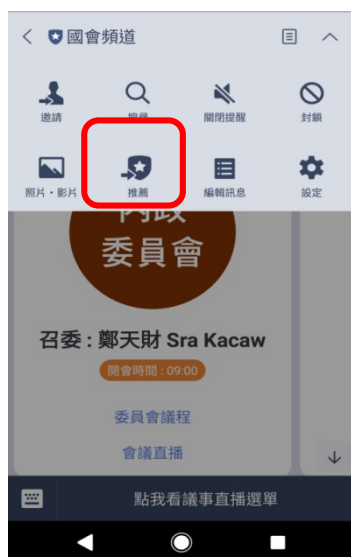 國會頻道
邀請
搜尋
關閉提醒
封鎖
照片・影片
推薦
編輯訊息
設定
內政
委員會
召委 : 鄭天財 Sra Kacaw
開會時間 : 09:00
委員會議程
會議直播
點我看議事直播選單